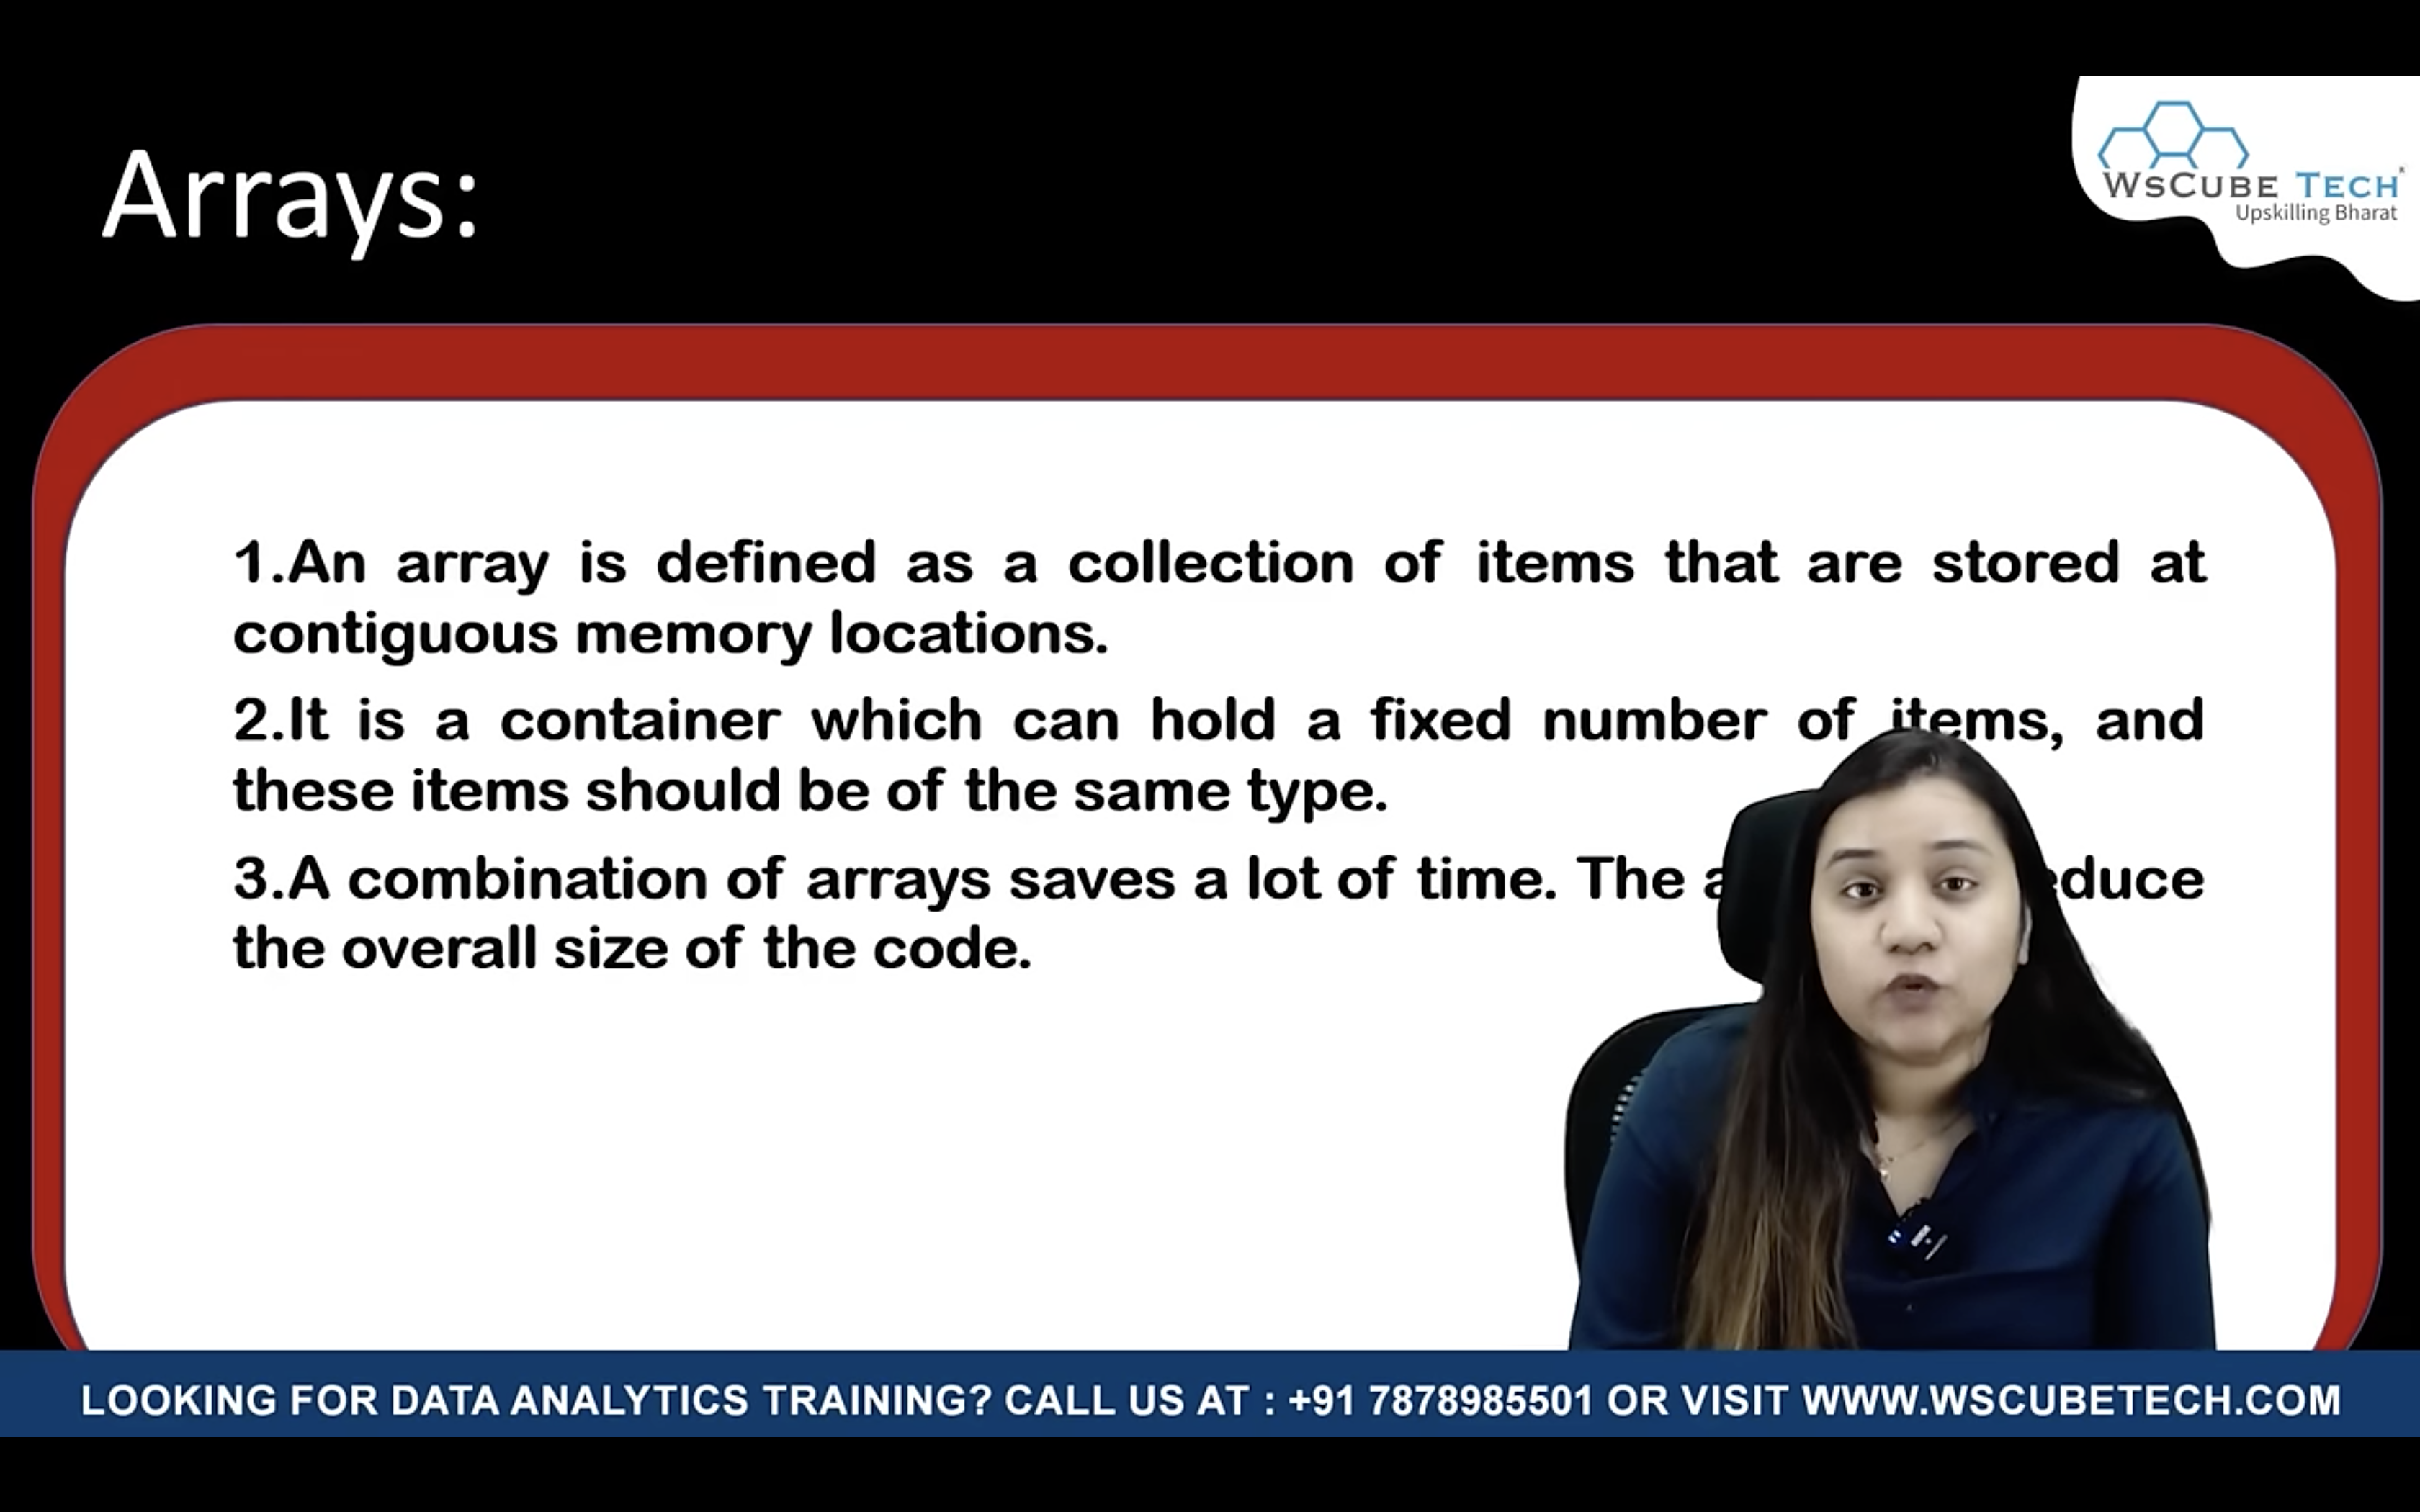 Arrays:
WsCube Tech
Upskilling Bharat
1.An array is defined as a collection of items that are stored at
contiguous memory locations.
2.It is a container which can hold a fixed number of items, and
these items should be of the same type.
3.A combination of arrays saves a lot of time. The
the overall size of the code.
LOOKING FOR DATA ANALYTICS TRAINING? CALL US AT : +91 7878985501 OR VISIT WWW.WSCUBETECH.COM